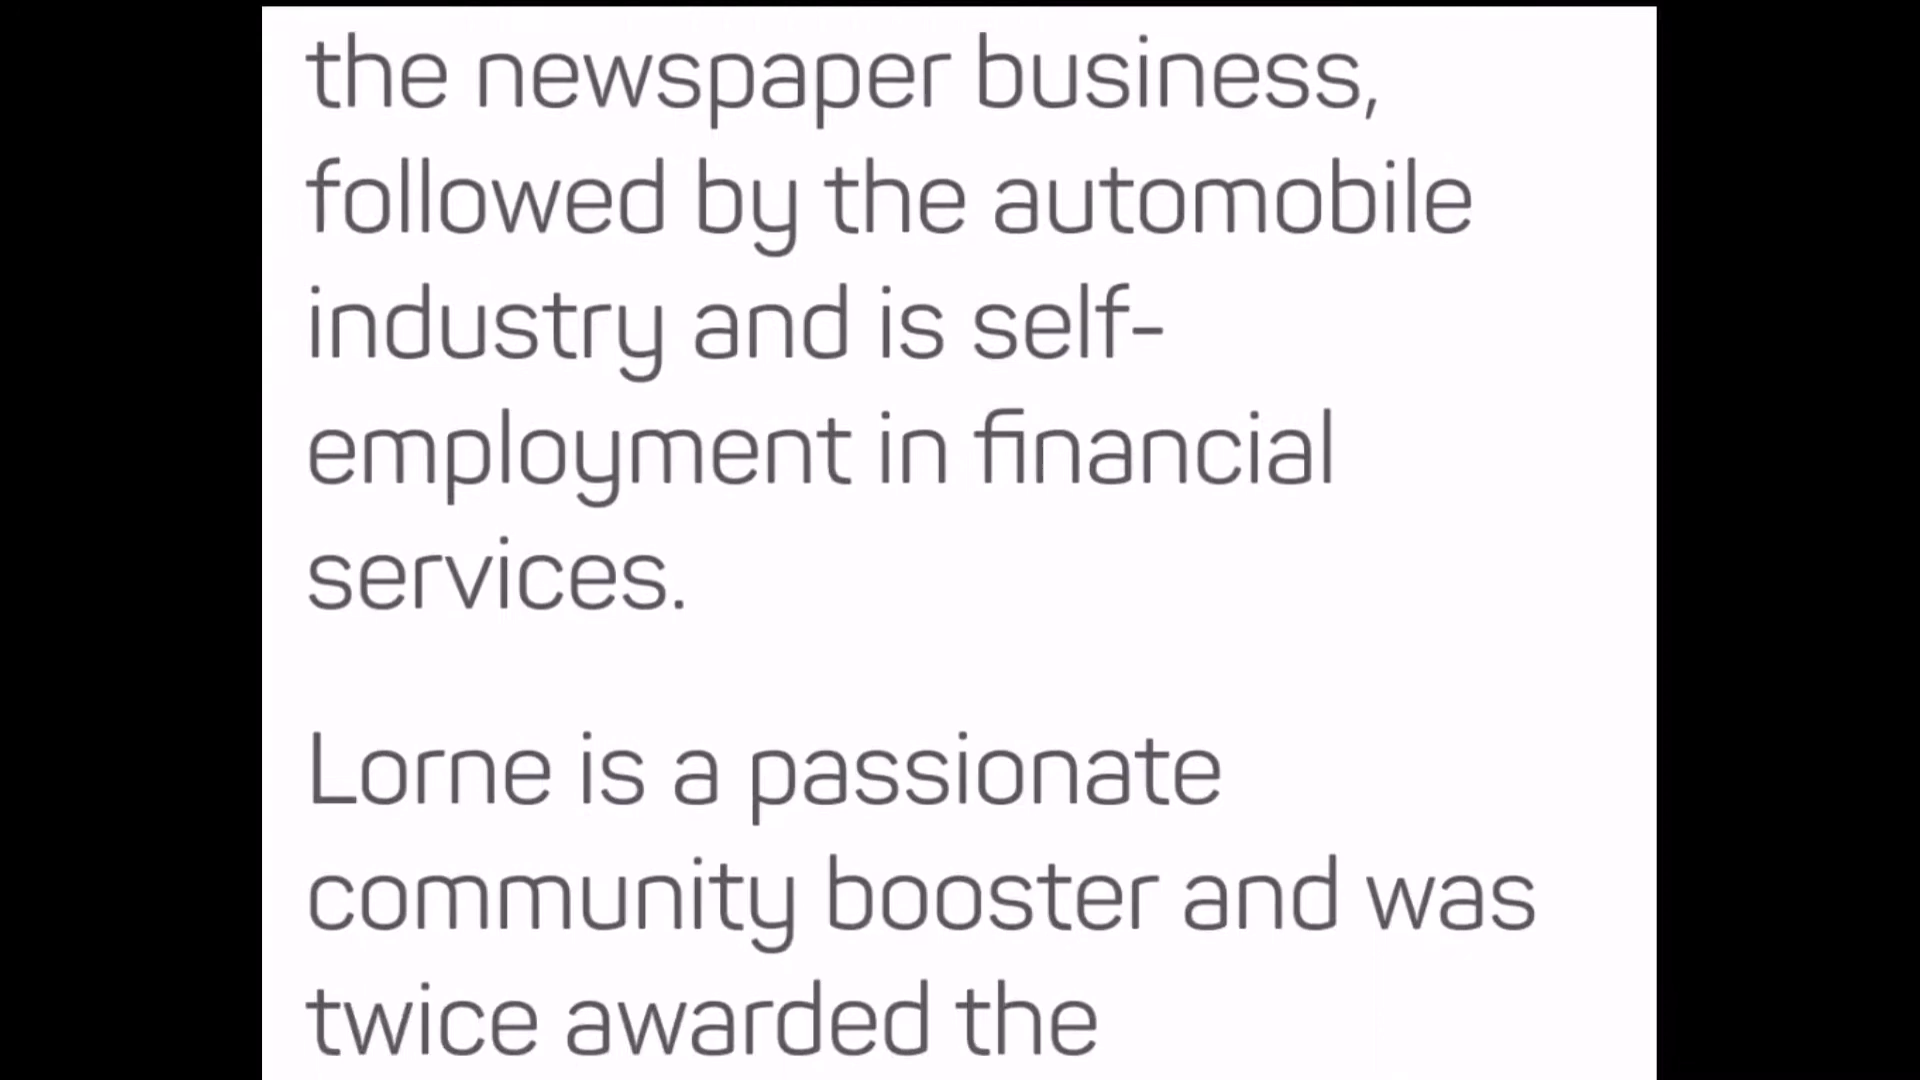 the newspaper business,
followed by the automobile
industry and is self-
employment in financial
services.
Lorne is a passionate
community booster and was
twice awarded the